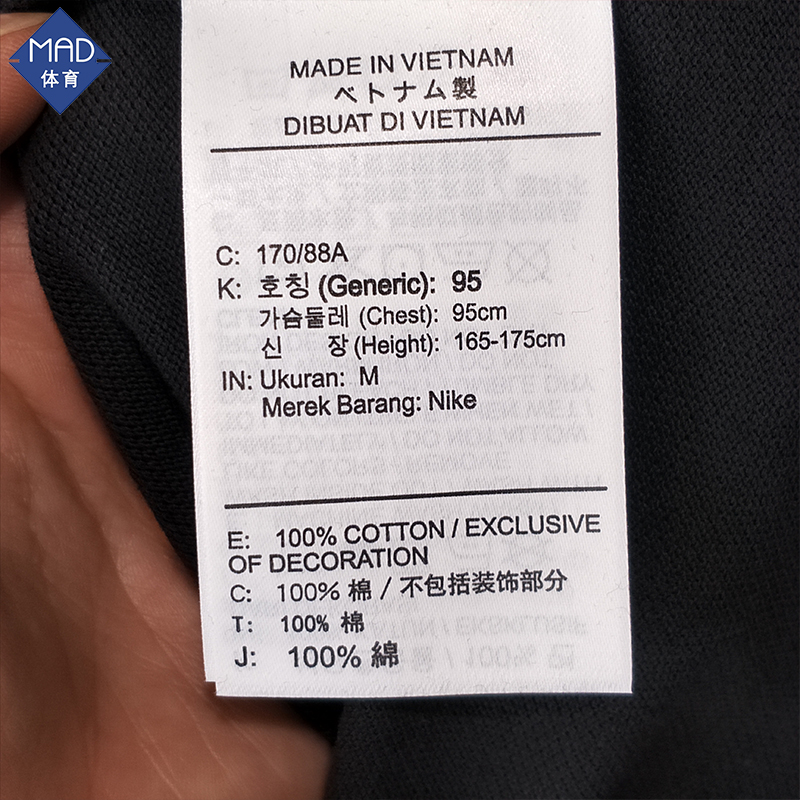 MAD
体育
MADE IN VIETNAM
ベトナム製
DIBUAT DI VIETNAM
C: 170/88A
K: 호칭 (Generic): 95
가슴둘레 (Chest): 95cm
신 장 (Height): 165-175cm
IN: Ukuran: M
Merek Barang: Nike
E: 100% COTTON / EXCLUSIVE
OF DECORATION
C: 100% 棉 / 不包括装饰部分
T: 100% 棉
J: 100% 綿